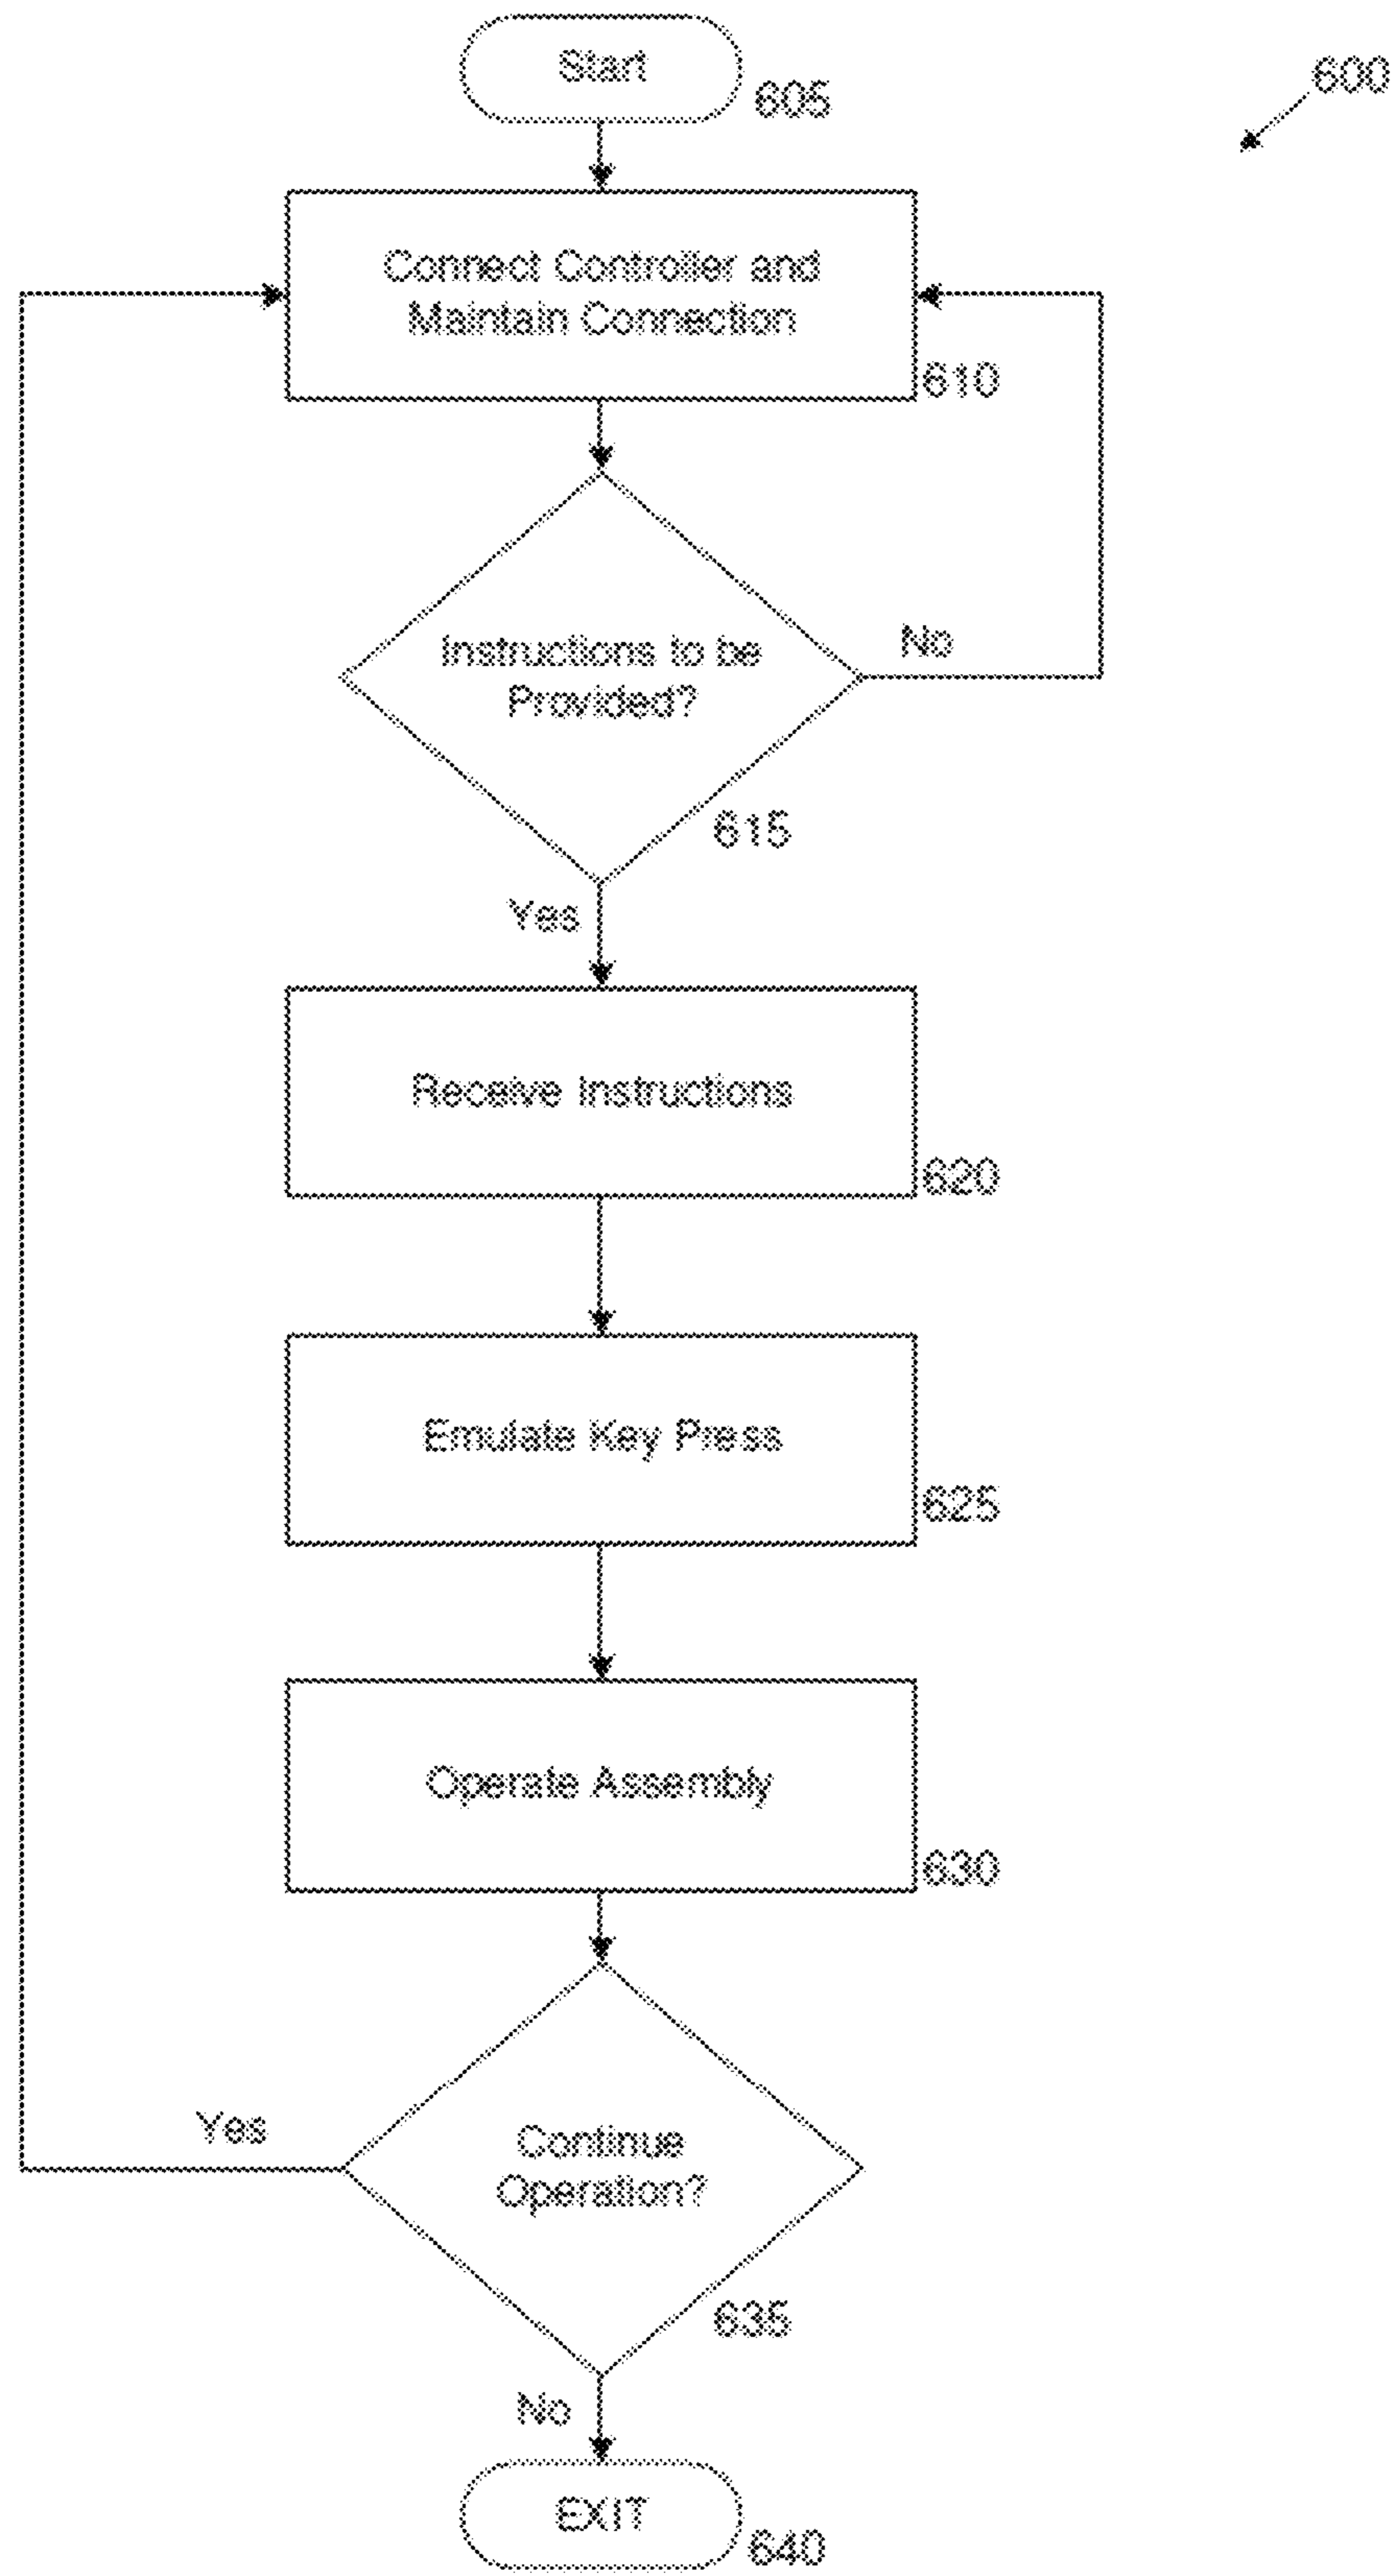 Start
605
600
Connect Controller and
Maintain Connection
610
Instructions to be
Provided?
No
615
Yes
Receive Instructions
620
Emulate Key Press
625
Operate Assembly
630
Yes
Continue
Operation?
635
No
EXIT
640